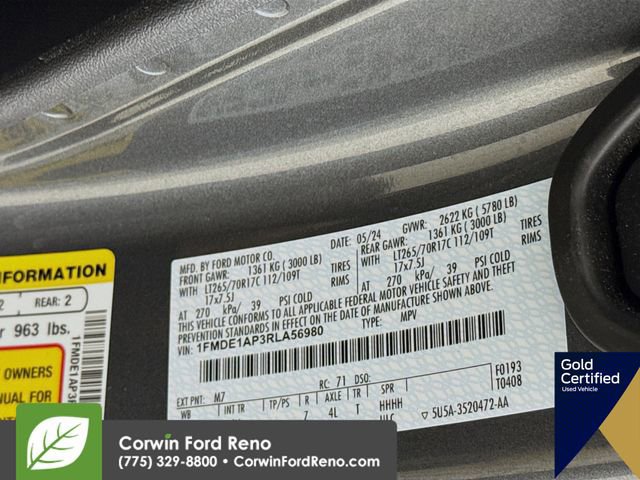 INFORMATION
2 REAR: 2
r 963 lbs.
OWNERS
NUAL FOR
1FMDE1AP3R
MFD. BY FORD MOTOR CO.
DATE: 05/24 GVWR: 2622 KG ( 5780 LB)
FRONT GAWR: 1361 KG ( 3000 LB) REAR GAWR: 1361 KG ( 3000 LB)
WITH LT265/70R17C 112/109T TIRES WITH LT265/70R17C 112/109T TIRES
17x7.5J RIMS 17x7.5J RIMS
AT 270 kPa/ 39 PSI COLD AT 270 kPa/ 39 PSI COLD
THIS VEHICLE CONFORMS TO ALL APPLICABLE FEDERAL MOTOR VEHICLE SAFETY AND THEFT
PREVENTION STANDARDS IN EFFECT ON THE DATE OF MANUFACTURE SHOWN ABOVE.
VIN: 1FMDE1AP3RLA56980 TYPE: MPV
F0193
T0408
EXT PNT: M7 RC: 71 DSO:
WB INT TR TP/PS R AXLE TR SPR
7 4L T HHHH
5U5A-3520472-AA
Gold
Certified
Used Vehicle
Corwin Ford Reno
(775) 329-8800 • CorwinFordReno.com